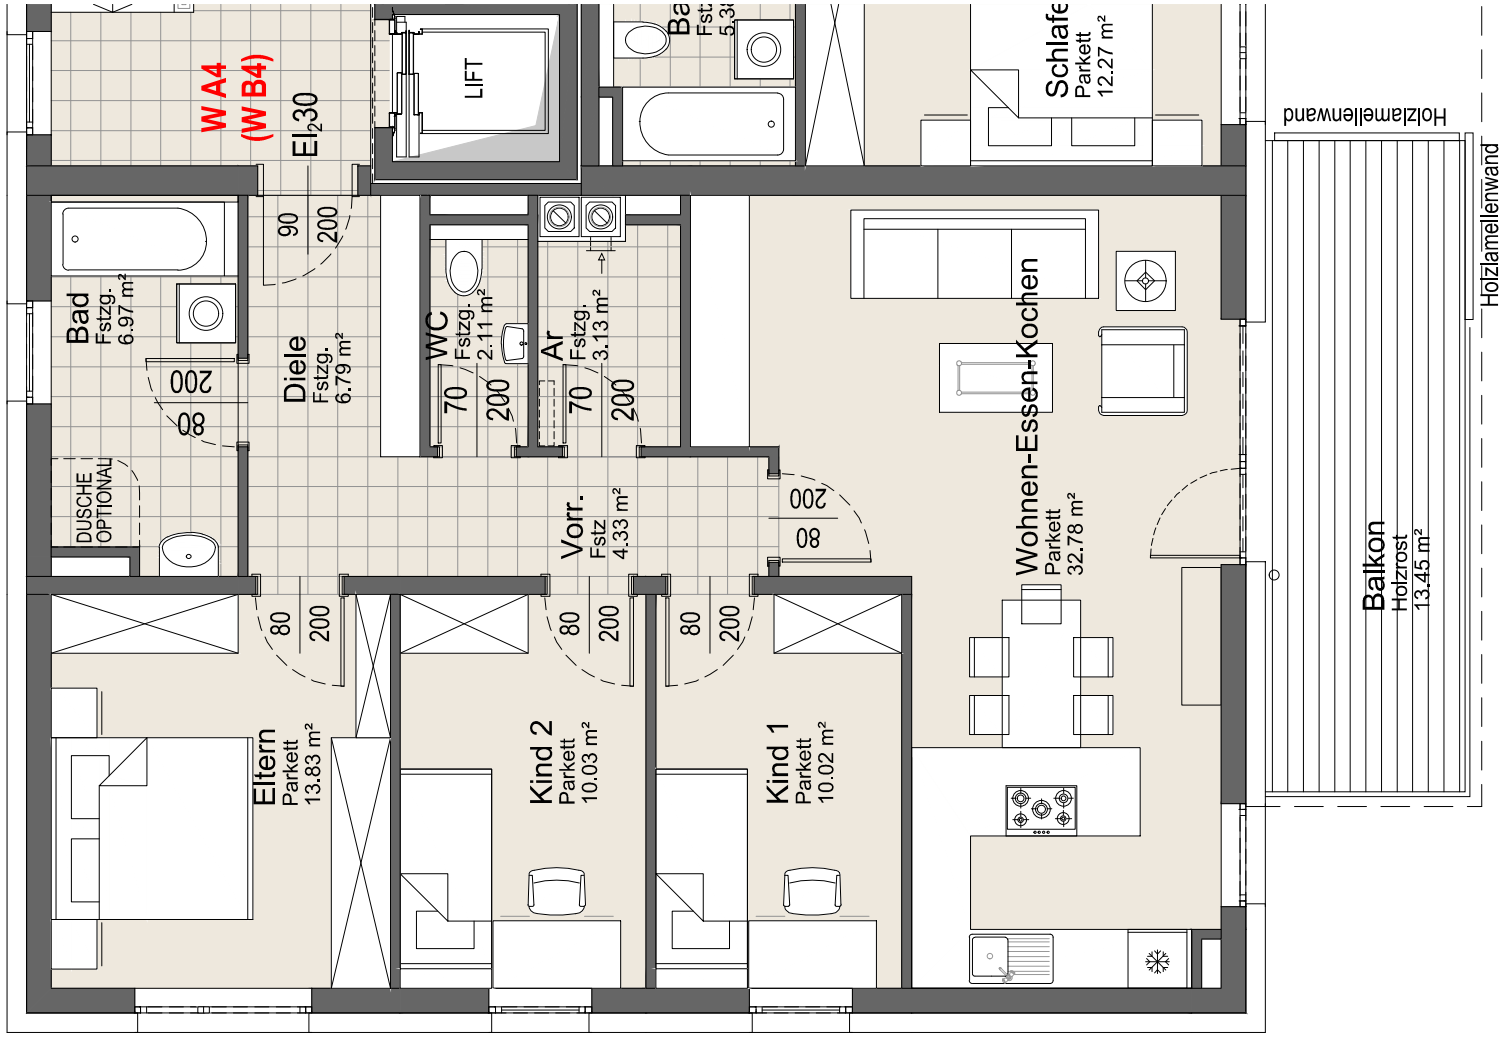 W A4
(W B4)
EI₂30
LIFT
Ba
Fstz
5.38
Schlafe
Parkett
12.27 m²
Holzlamellenwand
Holzlamellenwand
90
200
Bad
Fstzg.
6.97 m²
200
80
DUSCHE
OPTIONAL
Diele
Fstzg.
6.79 m²
WC
Fstzg.
2.11 m²
70
200
Ar
Fstzg.
3.13 m²
70
200
Vorr.
Fstz
4.33 m²
200
80
Wohnen-Essen-Kochen
Parkett
32.78 m²
Balkon
Holzrost
13.45 m²
80
200
80
200
80
200
Eltern
Parkett
13.83 m²
Kind 2
Parkett
10.03 m²
Kind 1
Parkett
10.02 m²